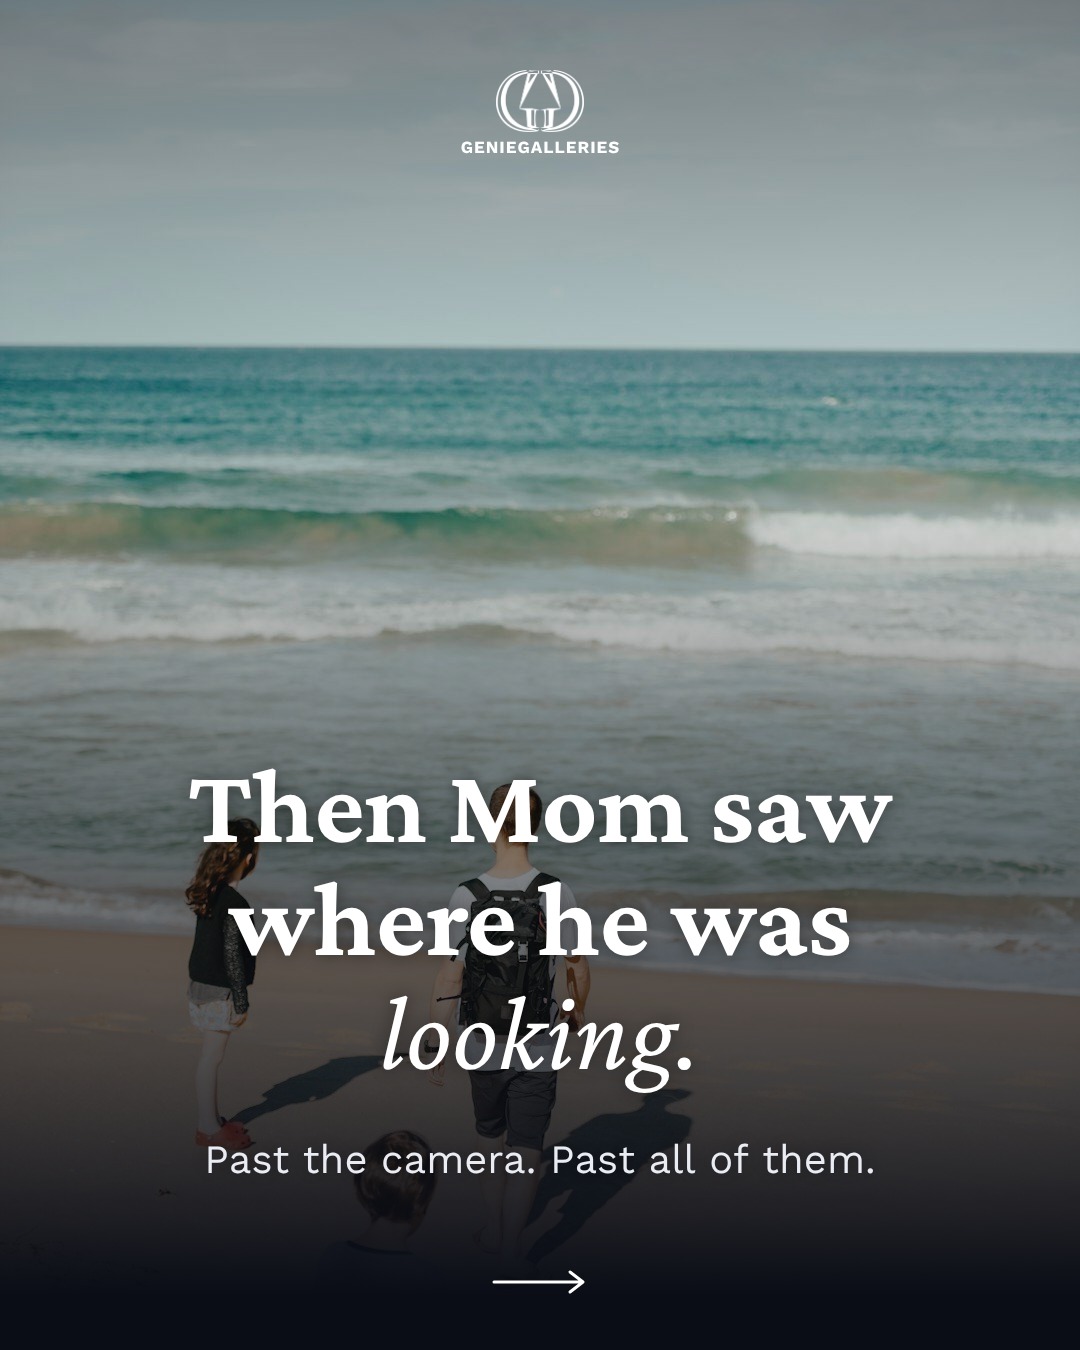 GENIEGALLERIES
Then Mom saw
where he was
looking.
Past the camera. Past all of them.